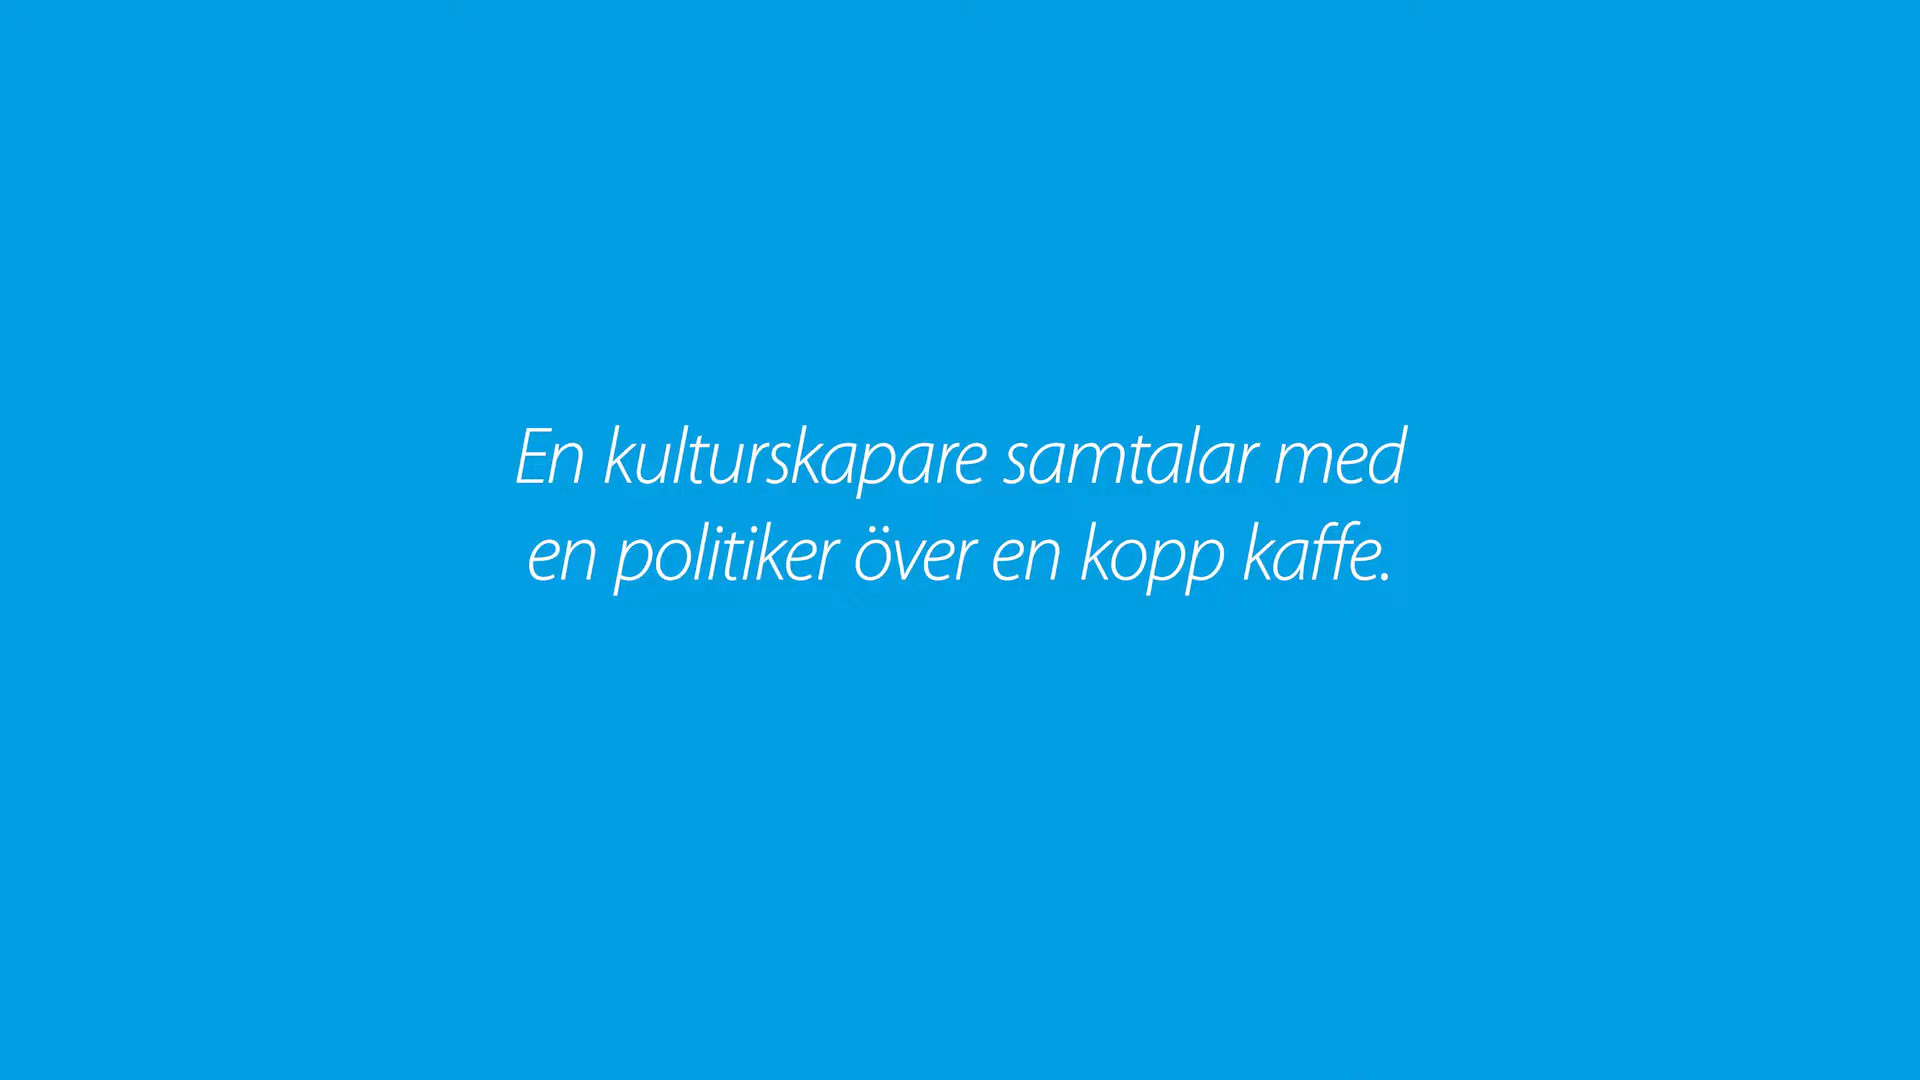 En kulturskapare samtalar med
en politiker över en kopp kaffe.